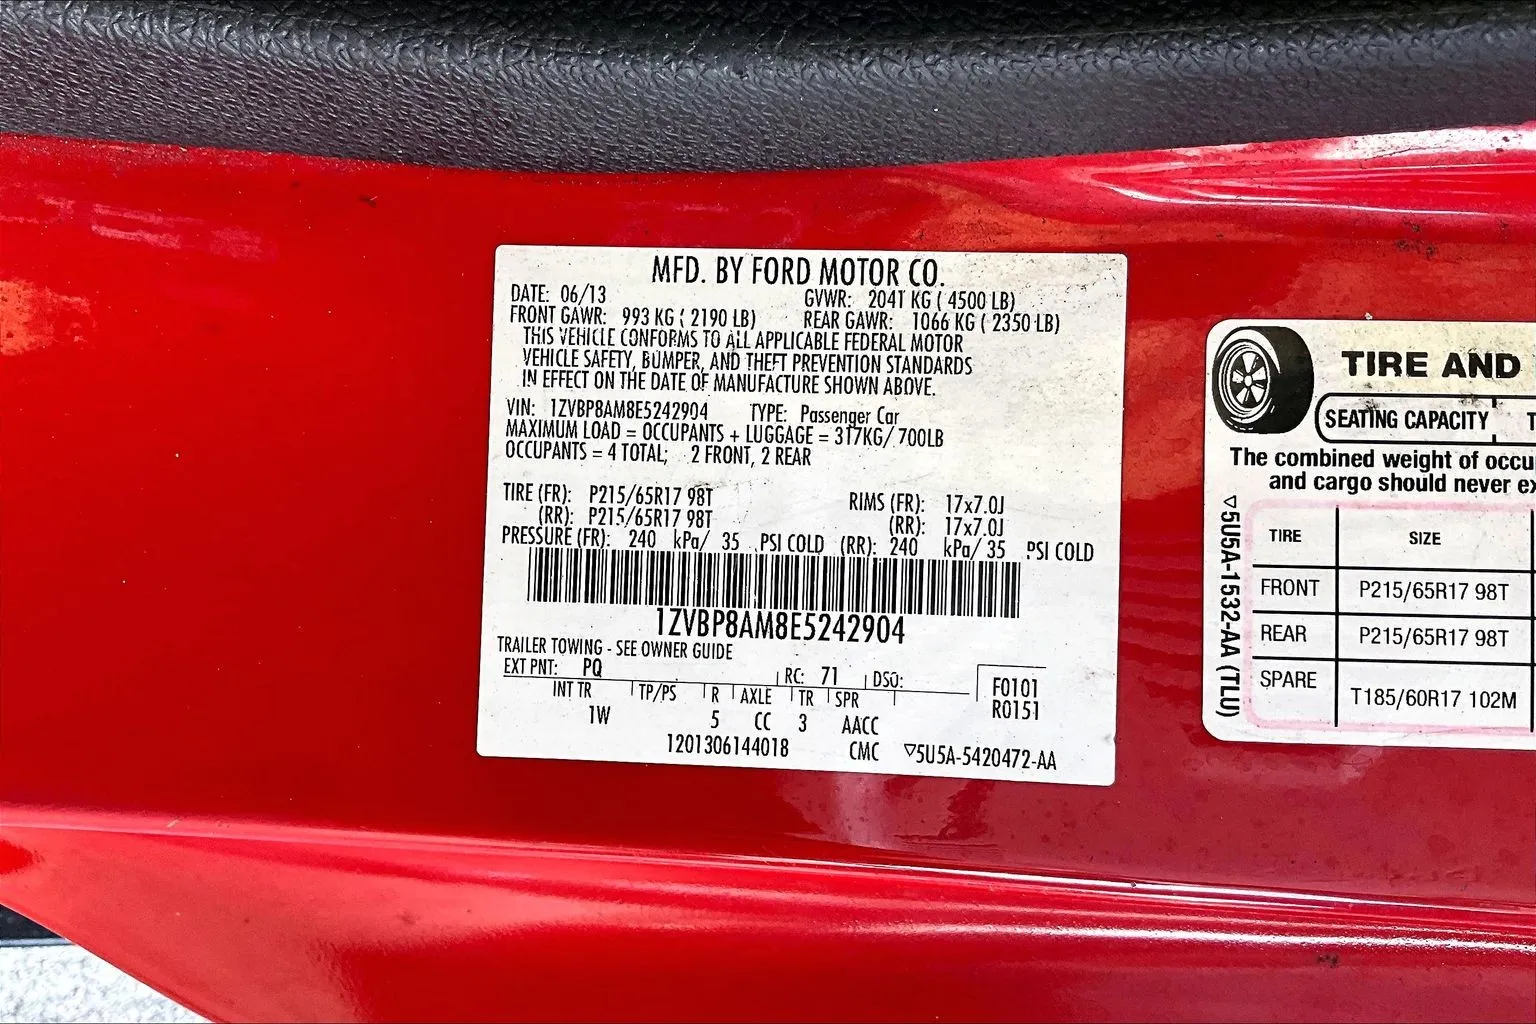 MFD. BY FORD MOTOR CO.
DATE: 06/13 GVWR: 2041 KG ( 4500 LB)
FRONT GAWR: 993 KG ( 2190 LB) REAR GAWR: 1066 KG ( 2350 LB)
THIS VEHICLE CONFORMS TO ALL APPLICABLE FEDERAL MOTOR
VEHICLE SAFETY, BUMPER, AND THEFT PREVENTION STANDARDS
IN EFFECT ON THE DATE OF MANUFACTURE SHOWN ABOVE.
VIN: 1ZVBP8AM8E5242904 TYPE: Passenger Car
MAXIMUM LOAD = OCCUPANTS + LUGGAGE = 317KG/ 700LB
OCCUPANTS = 4 TOTAL; 2 FRONT, 2 REAR
TIRE (FR): P215/65R17 98T RIMS (FR): 17x7.0J
(RR): P215/65R17 98T (RR): 17x7.0J
PRESSURE (FR): 240 kPa/ 35 PSI COLD (RR): 240 kPa/ 35 PSI COLD
1ZVBP8AM8E5242904
TRAILER TOWING - SEE OWNER GUIDE
EXT PNT: PQ RC: 71 DSO:
INT TR TP/PS R AXLE TR SPR
F0101
R0151
1W 5 CC 3 AACC
1201306144018 CMC ▽5U5A-5420472-AA
TIRE AND
SEATING CAPACITY T
The combined weight of occu
and cargo should never ex
TIRE SIZE
FRONT P215/65R17 98T
REAR P215/65R17 98T
SPARE T185/60R17 102M
▽5U5A-1532-AA (TLU)